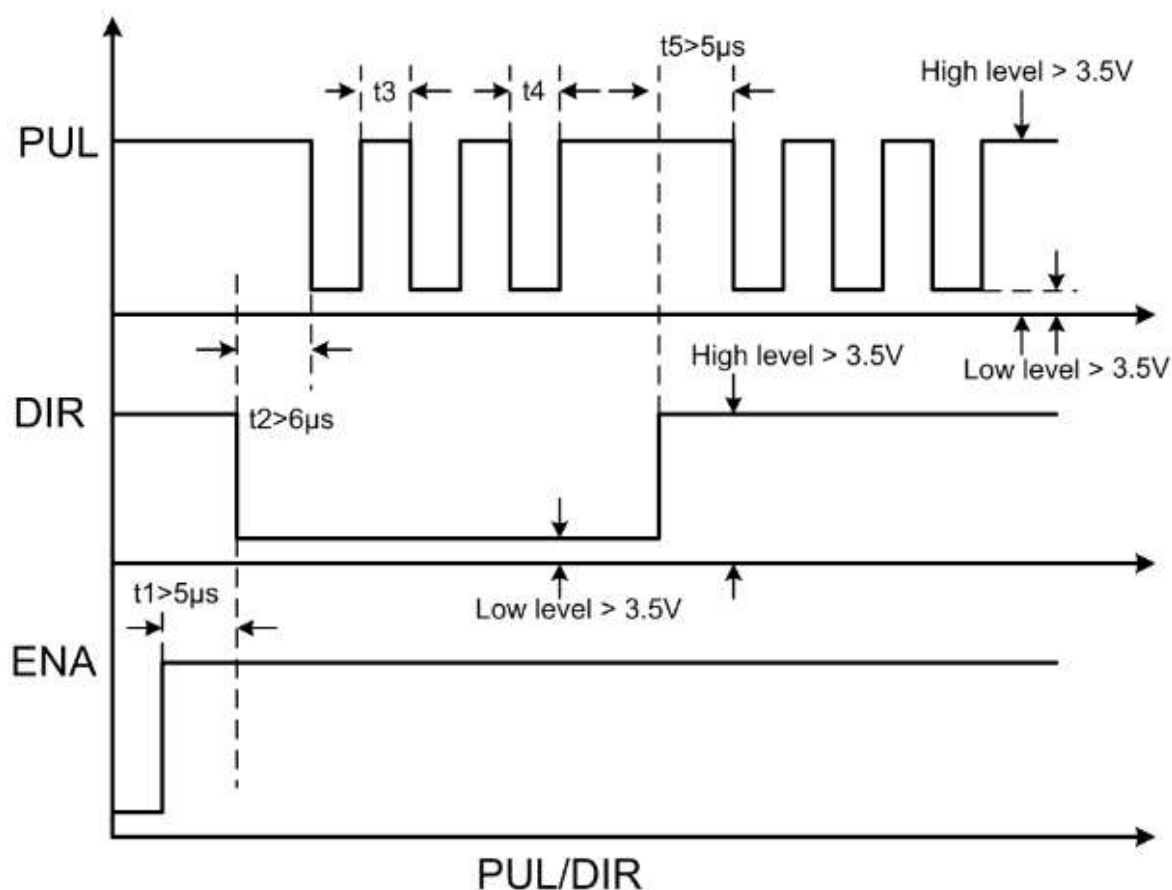 t5>5μs
High level > 3.5V
t3
t4
PUL
High level > 3.5V
Low level > 3.5V
DIR
t2>6μs
t1>5μs
Low level > 3.5V
ENA
PUL/DIR